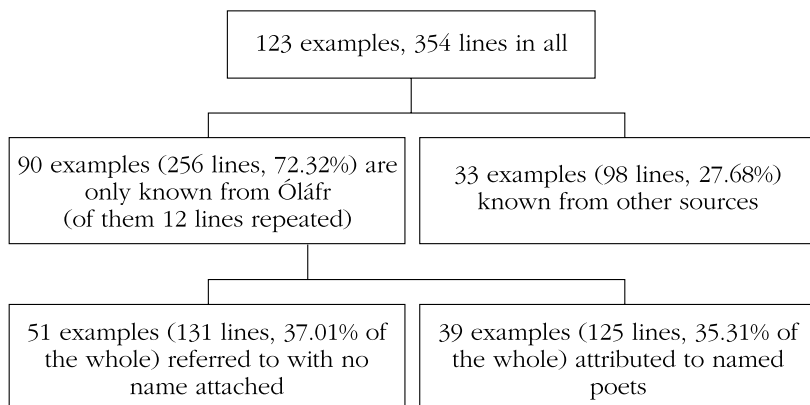 123 examples, 354 lines in all
90 examples (256 lines, 72.32%) are
only known from Óláfr
(of them 12 lines repeated)
33 examples (98 lines, 27.68%)
known from other sources
51 examples (131 lines, 37.01% of
the whole) referred to with no
name attached
39 examples (125 lines, 35.31% of
the whole) attributed to named
poets